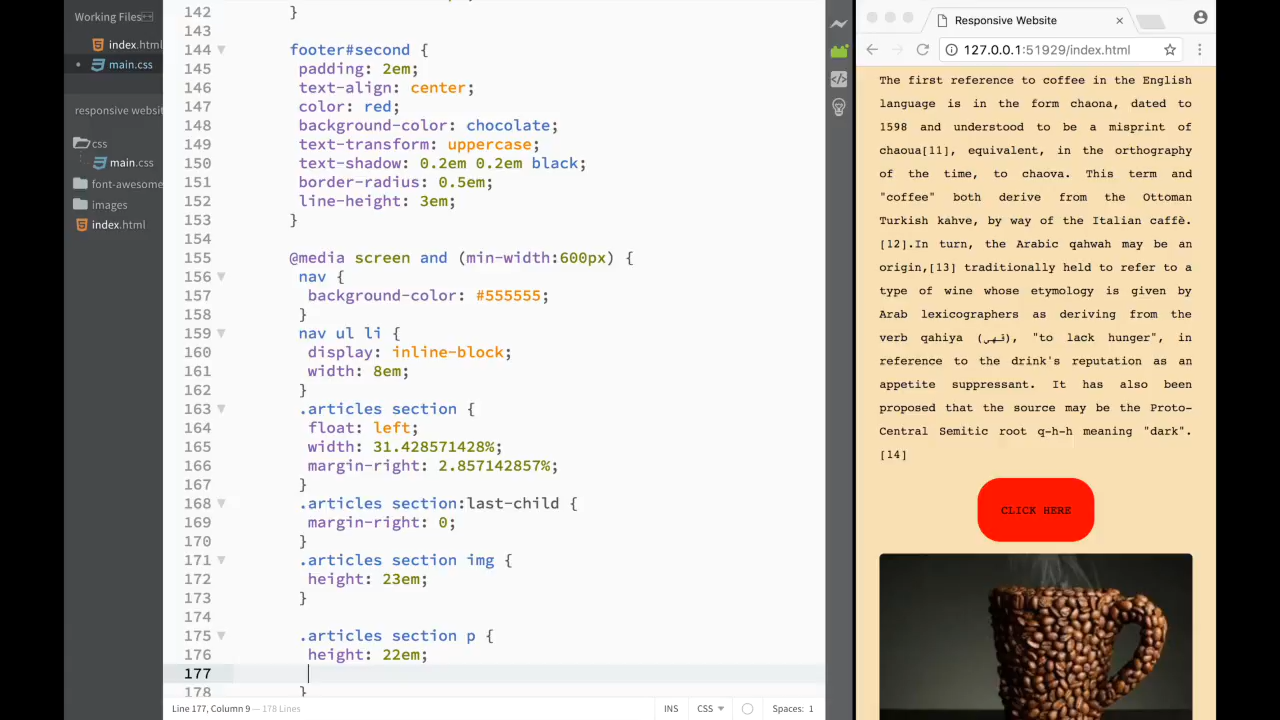 Working Files
index.html
main.css
responsive websit
css
main.css
font-awesome
images
index.html
142 }
143
144 footer#second {
145 padding: 2em;
146 text-align: center;
147 color: red;
148 background-color: chocolate;
149 text-transform: uppercase;
150 text-shadow: 0.2em 0.2em black;
151 border-radius: 0.5em;
152 line-height: 3em;
153 }
154
155 @media screen and (min-width:600px) {
156 nav {
157 background-color: #555555;
158 }
159 nav ul li {
160 display: inline-block;
161 width: 8em;
162 }
163 .articles section {
164 float: left;
165 width: 31.428571428%;
166 margin-right: 2.857142857%;
167 }
168 .articles section:last-child {
169 margin-right: 0;
170 }
171 .articles section img {
172 height: 23em;
173 }
174
175 .articles section p {
176 height: 22em;
177
178 }
Line 177, Column 9 — 178 Lines
INS CSS Spaces: 1
Responsive Website
127.0.0.1:51929/index.html
The first reference to coffee in the English
language is in the form chaona, dated to
1598 and understood to be a misprint of
chaoua[11], equivalent, in the orthography
of the time, to chaova. This term and
"coffee" both derive from the Ottoman
Turkish kahve, by way of the Italian caffè.
[12].In turn, the Arabic qahwah may be an
origin,[13] traditionally held to refer to a
type of wine whose etymology is given by
Arab lexicographers as deriving from the
verb qahiya (قهي), "to lack hunger", in
reference to the drink's reputation as an
appetite suppressant. It has also been
proposed that the source may be the Proto-
Central Semitic root q-h-h meaning "dark".
[14]
CLICK HERE